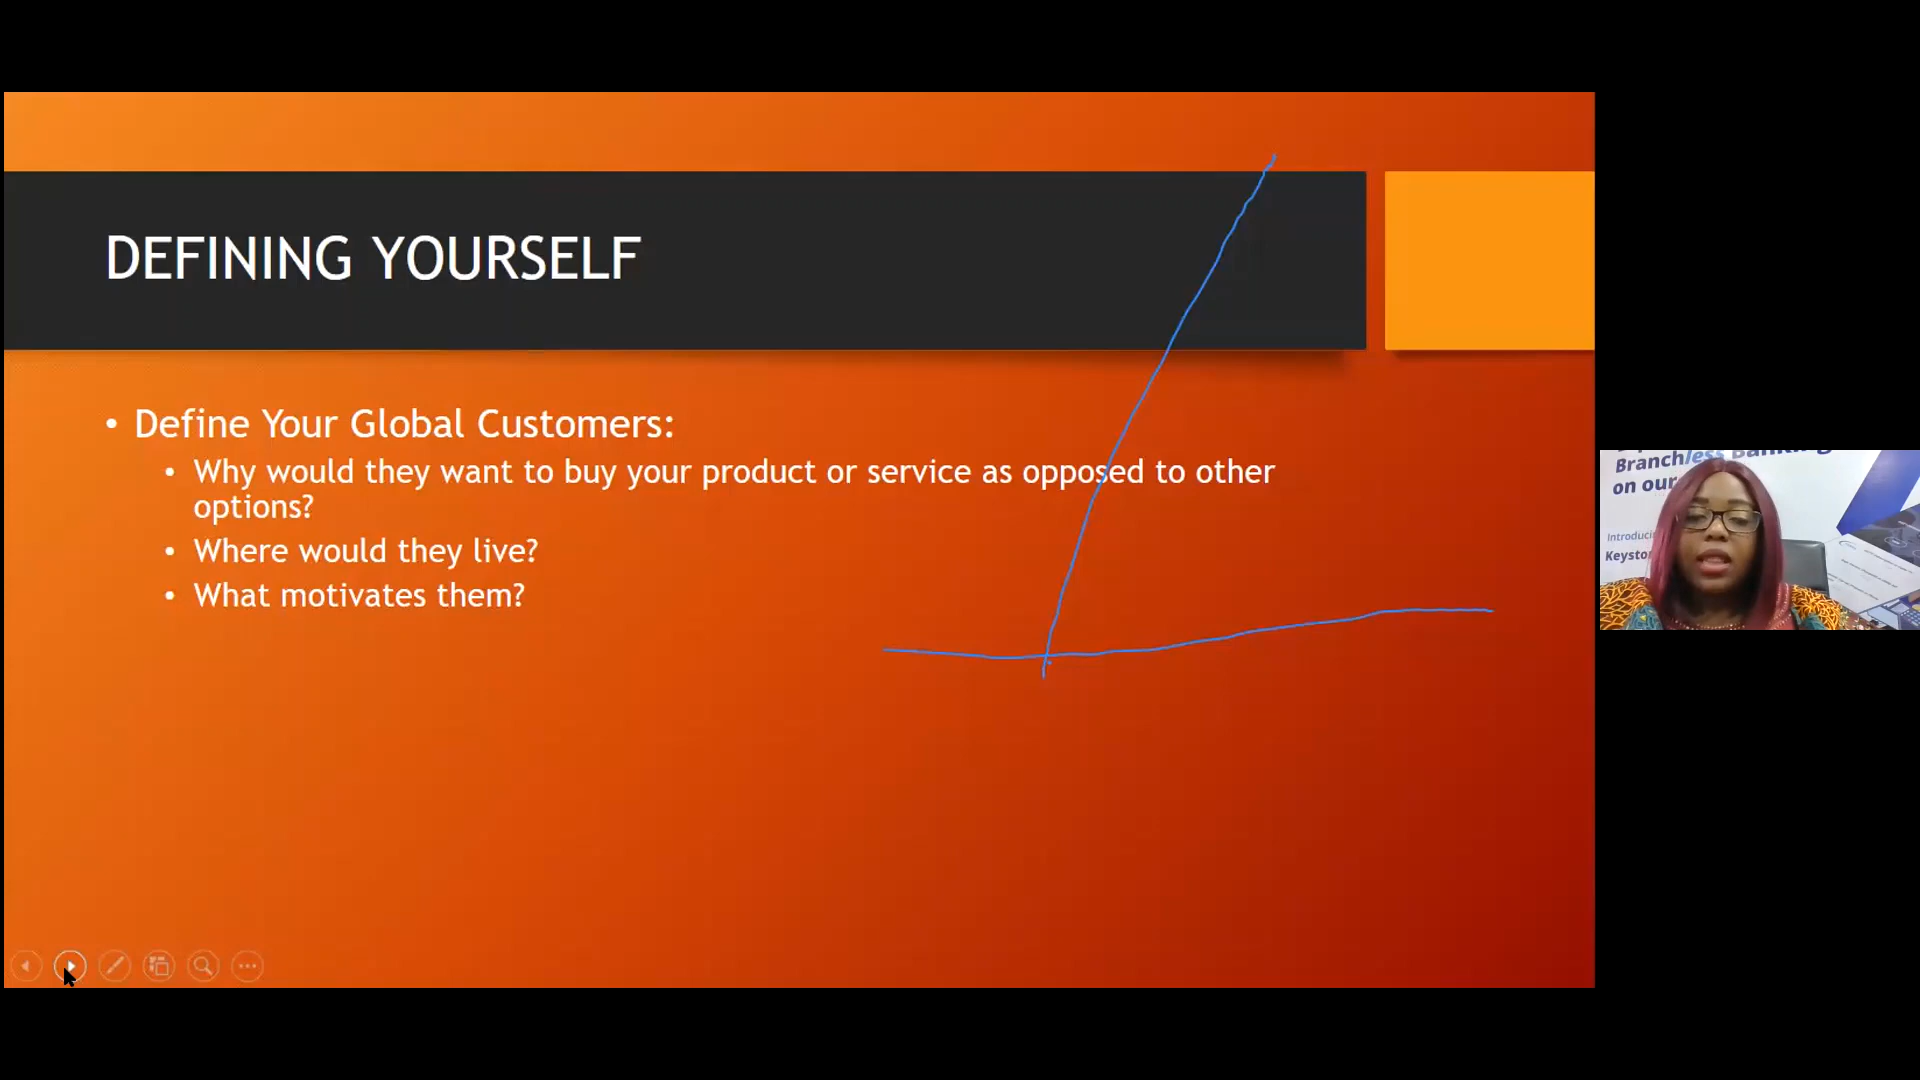 DEFINING YOURSELF
• Define Your Global Customers:
• Why would they want to buy your product or service as opposed to other
options?
• Where would they live?
• What motivates them?
Branchless
on our